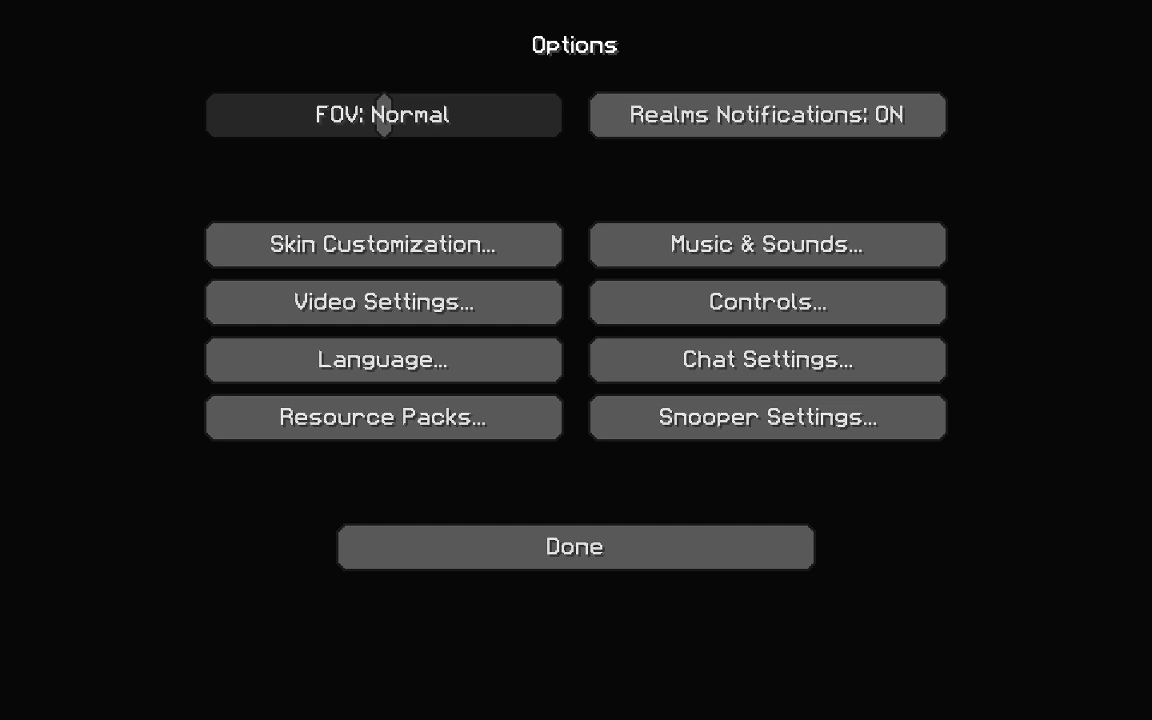 Options
FOV: Normal
Realms Notifications: ON
Skin Customization...
Music & Sounds...
Video Settings...
Controls...
Language...
Chat Settings...
Resource Packs...
Snooper Settings...
Done